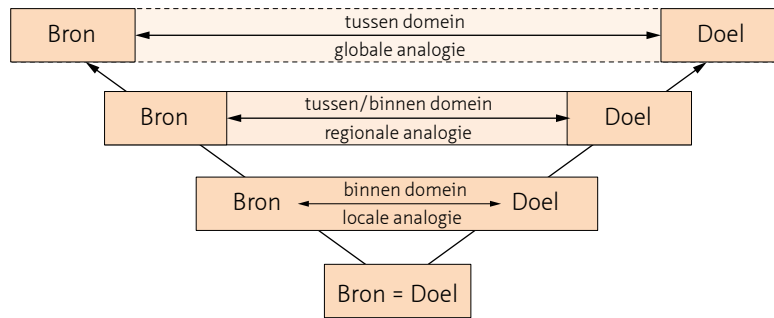 Bron tussen domein Doel
globale analogie
Bron tussen/binnen domein Doel
regionale analogie
Bron binnen domein Doel
locale analogie
Bron = Doel